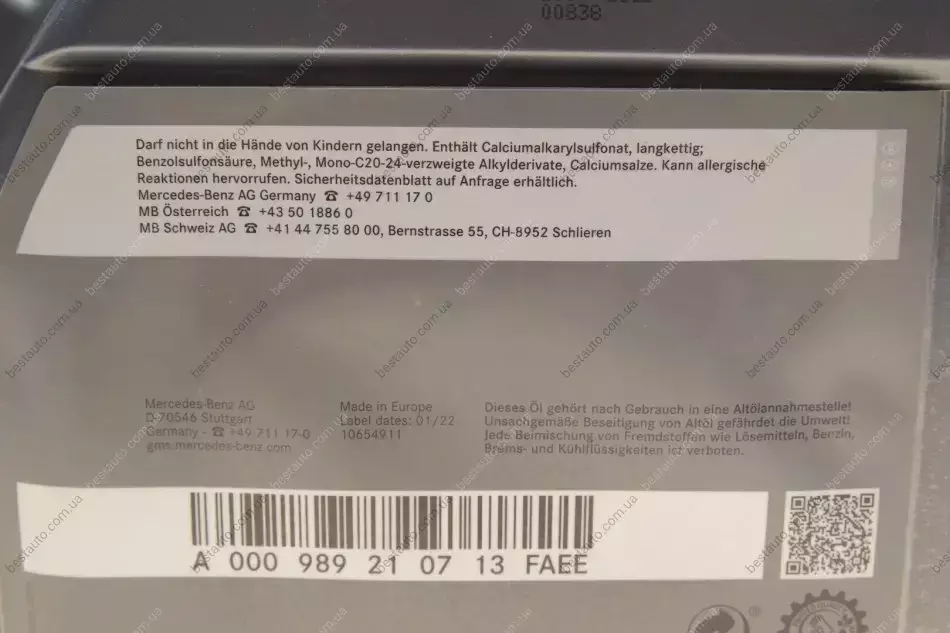 00838
Darf nicht in die Hände von Kindern gelangen. Enthält Calciumalkarylsulfonat, langkettig;
Benzolsulfonsäure, Methyl-, Mono-C20-24-verzweigte Alkylderivate, Calciumsalze. Kann allergische
Reaktionen hervorrufen. Sicherheitsdatenblatt auf Anfrage erhältlich.
Mercedes-Benz AG Germany ☎ +49 711 17 0
MB Österreich ☎ +43 50 1886 0
MB Schweiz AG ☎ +41 44 755 80 00, Bernstrasse 55, CH-8952 Schlieren
Mercedes-Benz AG
D-70546 Stuttgart
Germany - ☎ +49 711 17-0
gms.mercedes-benz.com
Made in Europe
Label dates: 01/22
10654911
Dieses Öl gehört nach Gebrauch in eine Altölannahmestelle!
Unsachgemäße Beseitigung von Altöl gefährdet die Umwelt!
Jede Beimischung von Fremdstoffen wie Lösemitteln, Benzin,
Brems- und Kühlflüssigkeiten ist verboten.
A 000 989 21 07 13 FAEE
®
bestauto.com.ua